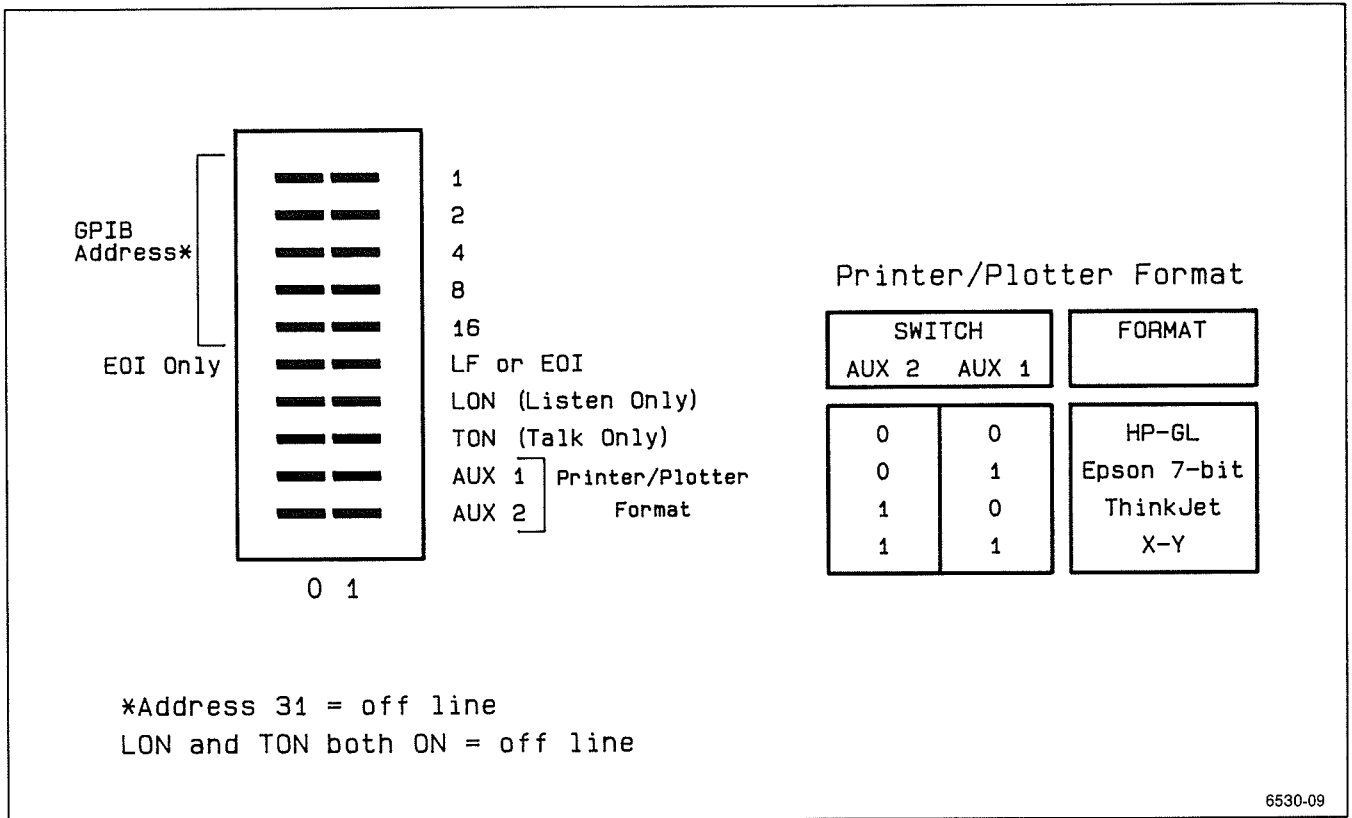 GPIB
Address*
EOI Only
1
2
4
8
16
LF or EOI
LON (Listen Only)
TON (Talk Only)
AUX 1
AUX 2
Printer/Plotter
Format
0 1
Printer/Plotter Format
SWITCH FORMAT
AUX 2 AUX 1
0 0 HP-GL
0 1 Epson 7-bit
1 0 ThinkJet
1 1 X-Y
*Address 31 = off line
LON and TON both ON = off line
6530-09